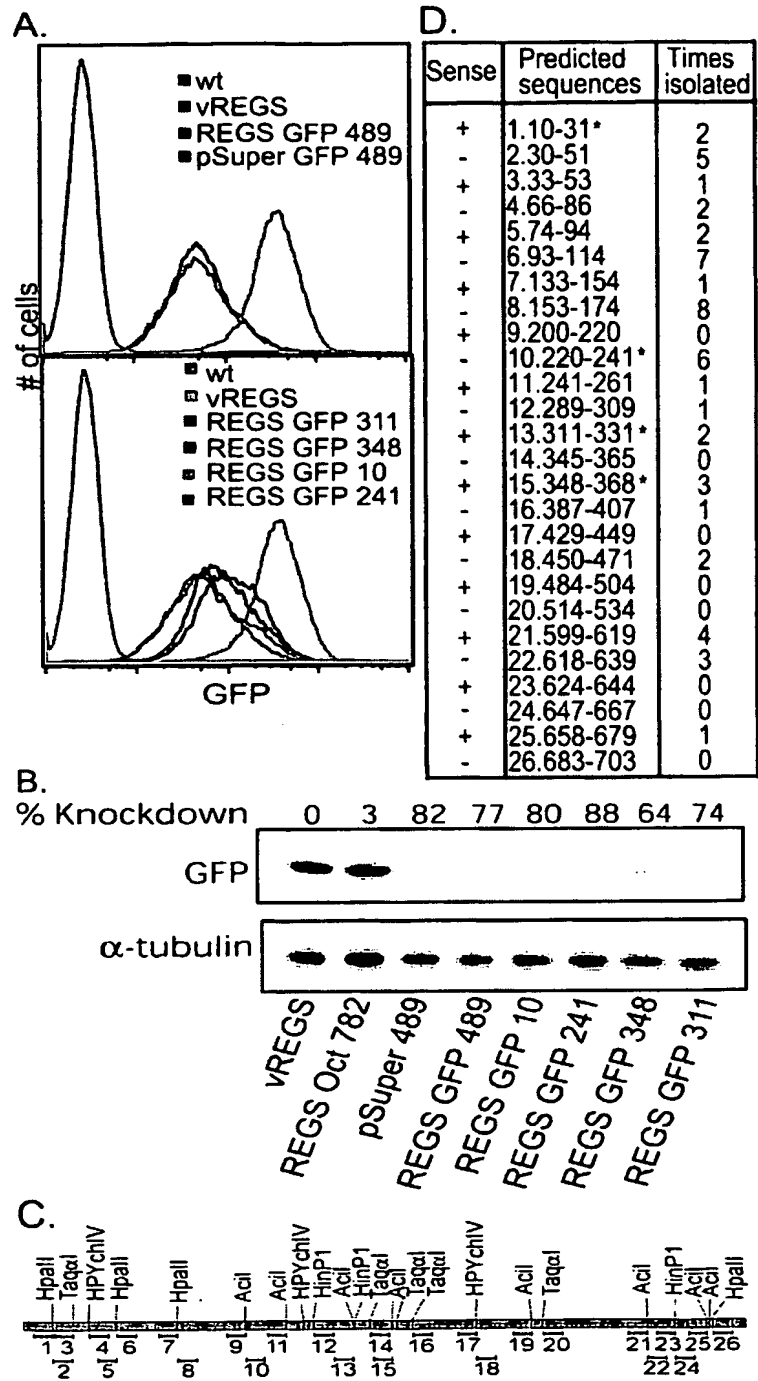 A.
# of cells
wt
vREGS
REGS GFP 489
pSuper GFP 489
wt
vREGS
REGS GFP 311
REGS GFP 348
REGS GFP 10
REGS GFP 241
GFP
D.
Sense Predicted sequences Times isolated
+ 1.10-31* 2
- 2.30-51 5
+ 3.33-53 1
- 4.66-86 2
+ 5.74-94 2
- 6.93-114 7
+ 7.133-154 1
- 8.153-174 8
+ 9.200-220 0
- 10.220-241* 6
+ 11.241-261 1
- 12.289-309 1
+ 13.311-331* 2
- 14.345-365 0
+ 15.348-368* 3
- 16.387-407 1
+ 17.429-449 0
- 18.450-471 2
+ 19.484-504 0
- 20.514-534 0
+ 21.599-619 4
- 22.618-639 3
+ 23.624-644 0
- 24.647-667 0
+ 25.658-679 1
- 26.683-703 0
B.
% Knockdown 0 3 82 77 80 88 64 74
GFP
α-tubulin
vREGS
REGS Oct 782
pSuper 489
REGS GFP 489
REGS GFP 10
REGS GFP 241
REGS GFP 348
REGS GFP 311
C.
HpaII TaqαI HPYchIV HpaII HpaII AciI AciI HPYchIV HinP1 AciI HinP1 TaqαI AciI TaqαI TaqαI HPYchIV AciI TaqαI AciI HinP1 AciI AciI HpaII
1 3 4 6 7 9 11 12 14 16 17 19 20 21 23 25 26
2 5 8 10 13 15 18 22 24